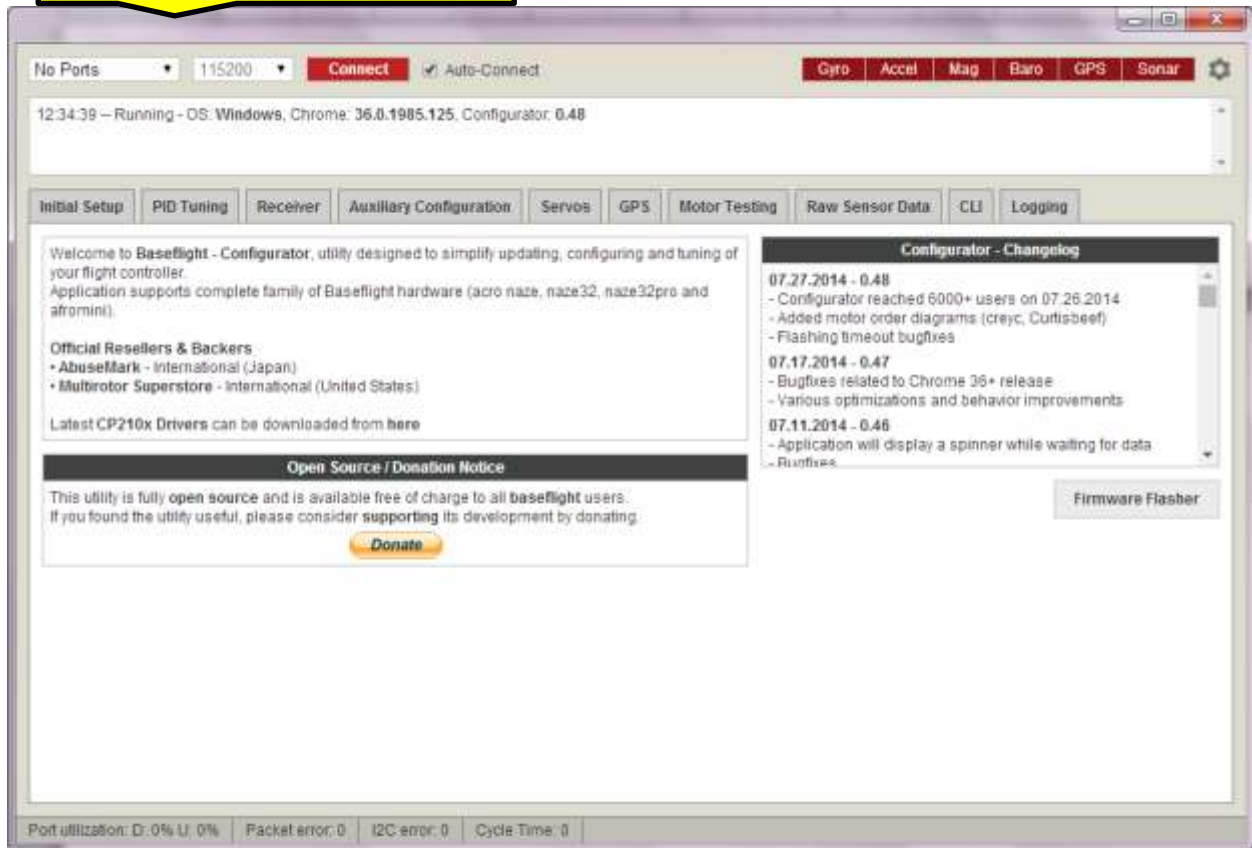 No Ports 115200 Connect Auto-Connect Gyro Accel Mag Baro GPS Sonar
12:34:39 -- Running - OS: Windows, Chrome: 36.0.1985.125, Configurator: 0.48
Initial Setup PID Tuning Receiver Auxiliary Configuration Servos GPS Motor Testing Raw Sensor Data CLI Logging
Welcome to Baseflight - Configurator, utility designed to simplify updating, configuring and tuning of
your flight controller.
Application supports complete family of Baseflight hardware (acro naze, naze32, naze32pro and
afromini).
Official Resellers & Backers
• AbuseMark - International (Japan)
• Multirotor Superstore - International (United States)
Latest CP210x Drivers can be downloaded from here
Open Source / Donation Notice
This utility is fully open source and is available free of charge to all baseflight users.
If you found the utility useful, please consider supporting its development by donating.
Donate
Configurator - Changelog
07.27.2014 - 0.48
- Configurator reached 6000+ users on 07.26.2014
- Added motor order diagrams (creyc, Curtisbeef)
- Flashing timeout bugfixes
07.17.2014 - 0.47
- Bugfixes related to Chrome 36+ release
- Various optimizations and behavior improvements
07.11.2014 - 0.46
- Application will display a spinner while waiting for data
- Bugfixes
Firmware Flasher
Port utilization: D: 0% U: 0% Packet error: 0 I2C error: 0 Cycle Time: 0